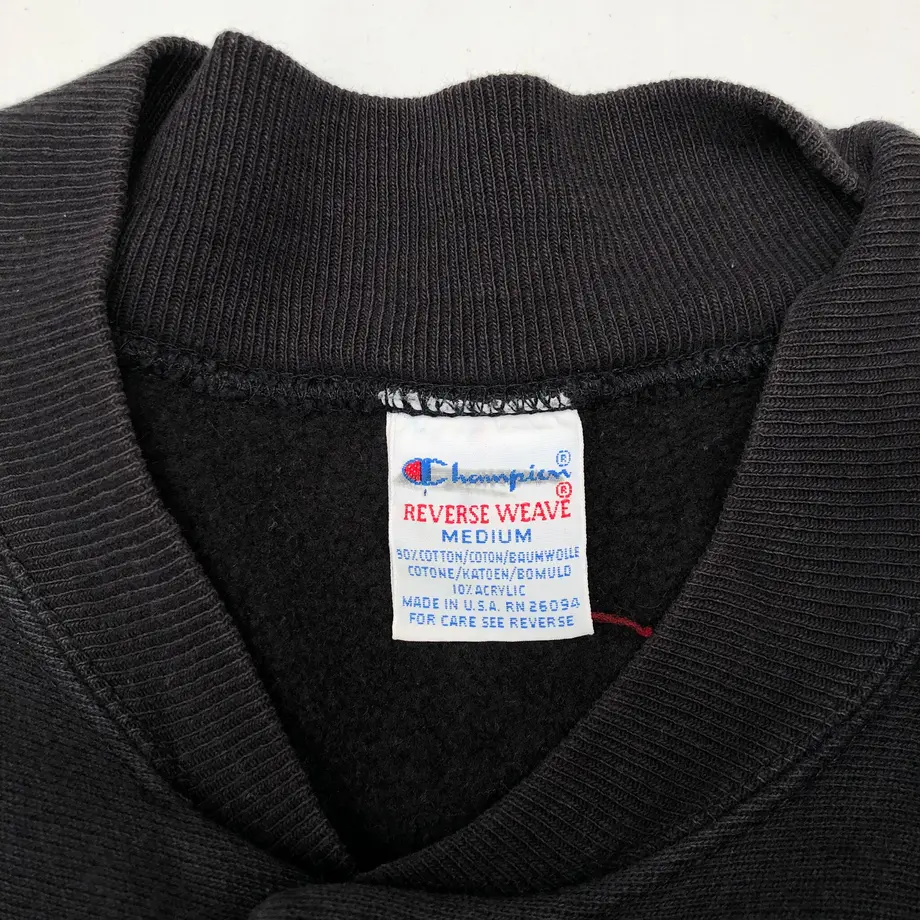 Champion®
REVERSE WEAVE®
MEDIUM
90% COTTON/COTON/BAUMWOLLE
COTONE/KATOEN/BOMULD
10% ACRYLIC
MADE IN U.S.A. RN 26094
FOR CARE SEE REVERSE